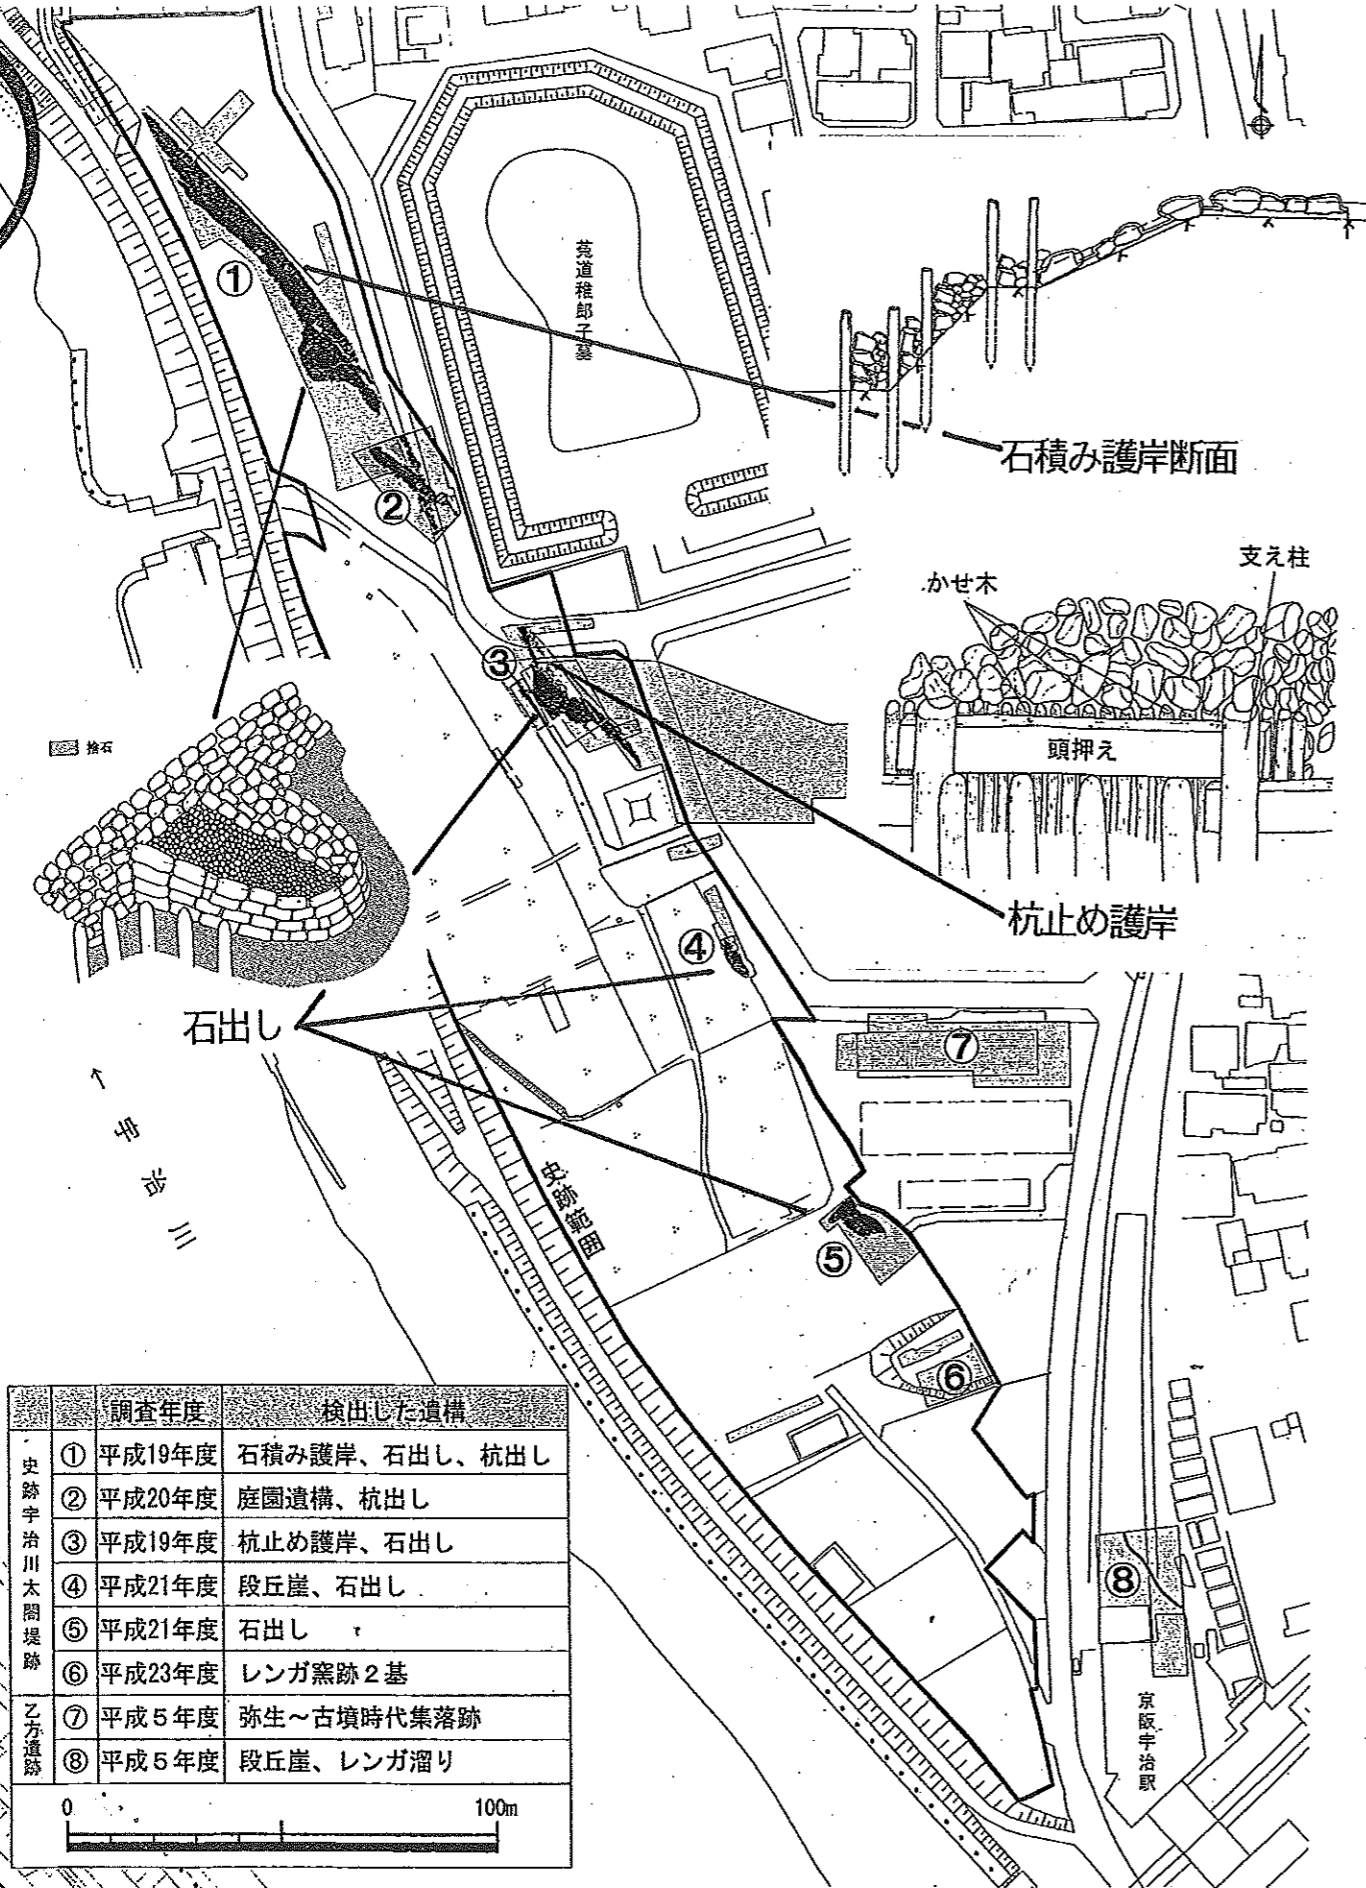 ①
菟道稚郎子墓
石積み護岸断面
②
かせ木
支え柱
③
頭押え
捨石
杭止め護岸
④
石出し
⑦
↑宇治川
史跡範囲
⑤
⑥
⑧
京阪宇治駅
調査年度 検出した遺構
史跡宇治川太閤堤跡
① 平成19年度 石積み護岸、石出し、杭出し
② 平成20年度 庭園遺構、杭出し
③ 平成19年度 杭止め護岸、石出し
④ 平成21年度 段丘崖、石出し
⑤ 平成21年度 石出し
⑥ 平成23年度 レンガ窯跡2基
乙方遺跡
⑦ 平成5年度 弥生~古墳時代集落跡
⑧ 平成5年度 段丘崖、レンガ溜り
0 100m